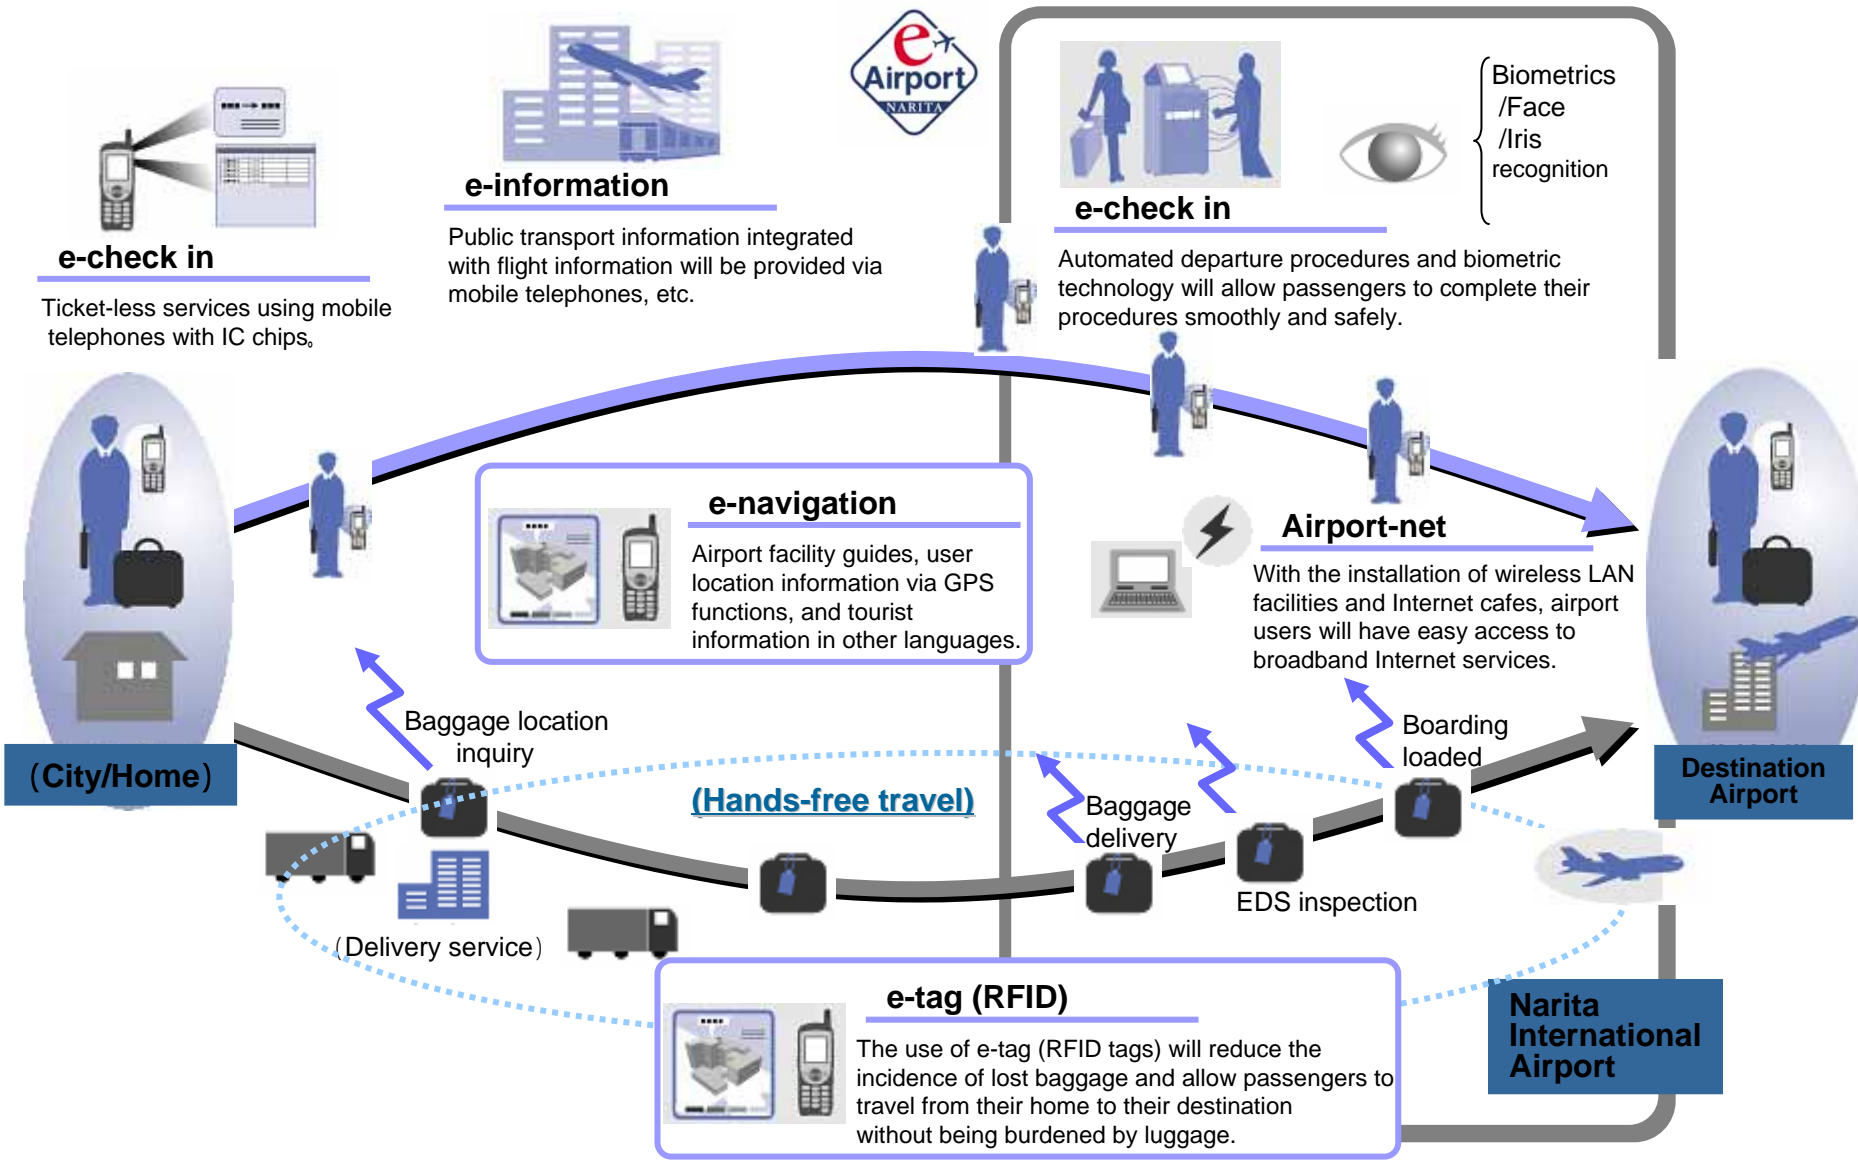 e
Airport
NARITA
e-check in
Ticket-less services using mobile
telephones with IC chips。
e-information
Public transport information integrated
with flight information will be provided via
mobile telephones, etc.
Biometrics
/Face
/Iris
recognition
e-check in
Automated departure procedures and biometric
technology will allow passengers to complete their
procedures smoothly and safely.
e-navigation
Airport facility guides, user
location information via GPS
functions, and tourist
information in other languages.
Airport-net
With the installation of wireless LAN
facilities and Internet cafes, airport
users will have easy access to
broadband Internet services.
(City/Home)
Baggage location
inquiry
(Hands-free travel)
Baggage
delivery
Boarding
loaded
Destination
Airport
EDS inspection
(Delivery service)
e-tag (RFID)
The use of e-tag (RFID tags) will reduce the
incidence of lost baggage and allow passengers to
travel from their home to their destination
without being burdened by luggage.
Narita
International
Airport